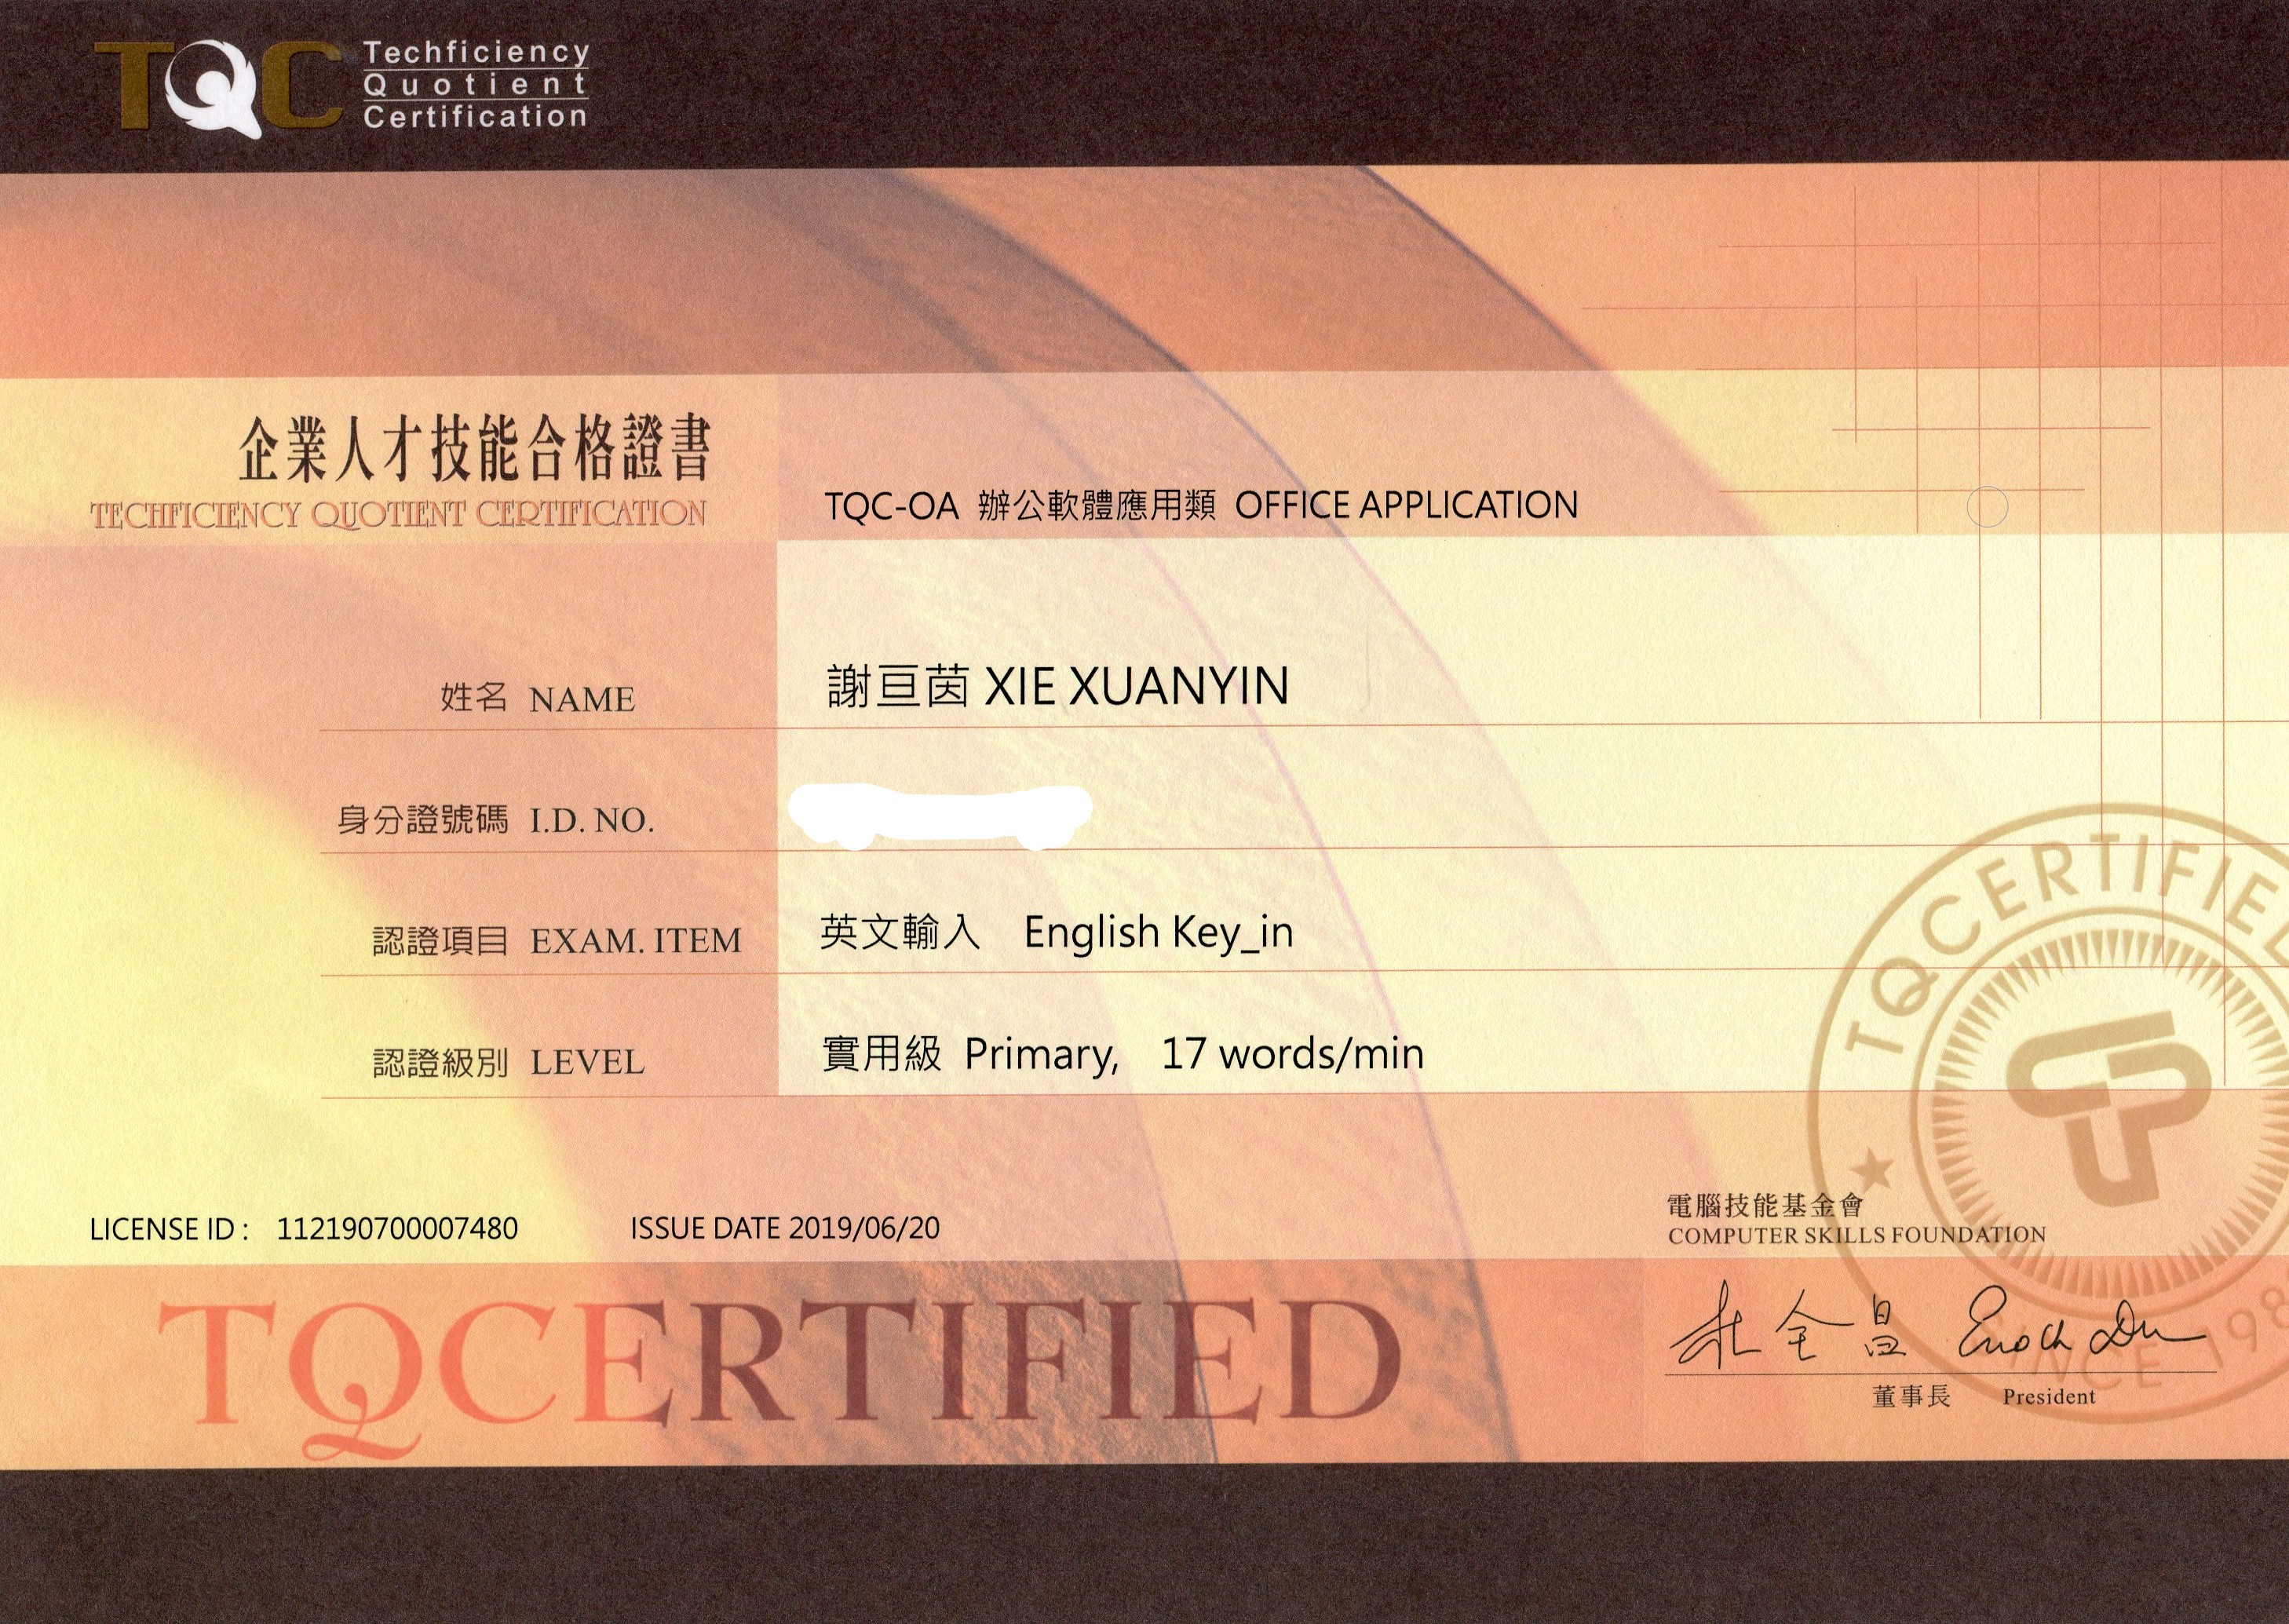 TQC
Techficiency
Quotient
Certification
企業人才技能合格證書
TECHFICIENCY QUOTIENT CERTIFICATION
TQC-OA 辦公軟體應用類 OFFICE APPLICATION
姓名 NAME 謝亘茵 XIE XUANYIN
身分證號碼 I.D. NO.
認證項目 EXAM. ITEM 英文輸入 English Key_in
認證級別 LEVEL 實用級 Primary, 17 words/min
TQCERTIFIED
LICENSE ID : 112190700007480 ISSUE DATE 2019/06/20
電腦技能基金會
COMPUTER SKILLS FOUNDATION
TQCERTIFIED
杜全昌 Enoch Du
董事長 President